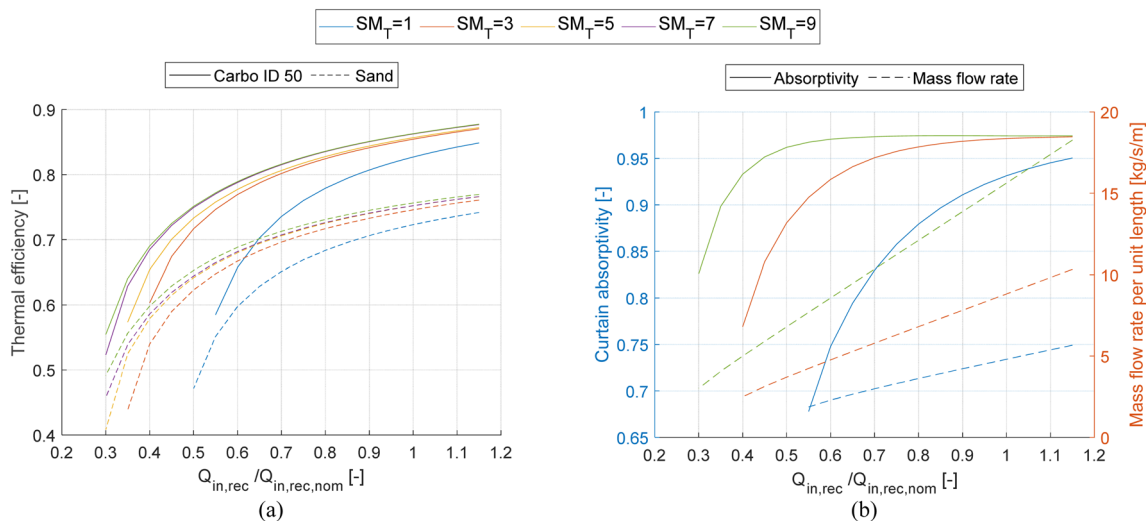 SM_T=1 SM_T=3 SM_T=5 SM_T=7 SM_T=9
Carbo ID 50 Sand
Absorptivity Mass flow rate
Thermal efficiency [-]
0.9
0.8
0.7
0.6
0.5
0.4
0.2 0.3 0.4 0.5 0.6 0.7 0.8 0.9 1 1.1 1.2
Q_in,rec /Q_in,rec,nom [-]
(a)
Curtain absorptivity [-]
1
0.95
0.9
0.85
0.8
0.75
0.7
0.65
0.2 0.3 0.4 0.5 0.6 0.7 0.8 0.9 1 1.1 1.2
Q_in,rec /Q_in,rec,nom [-]
20
15
10
5
0
Mass flow rate per unit length [kg/s/m]
(b)